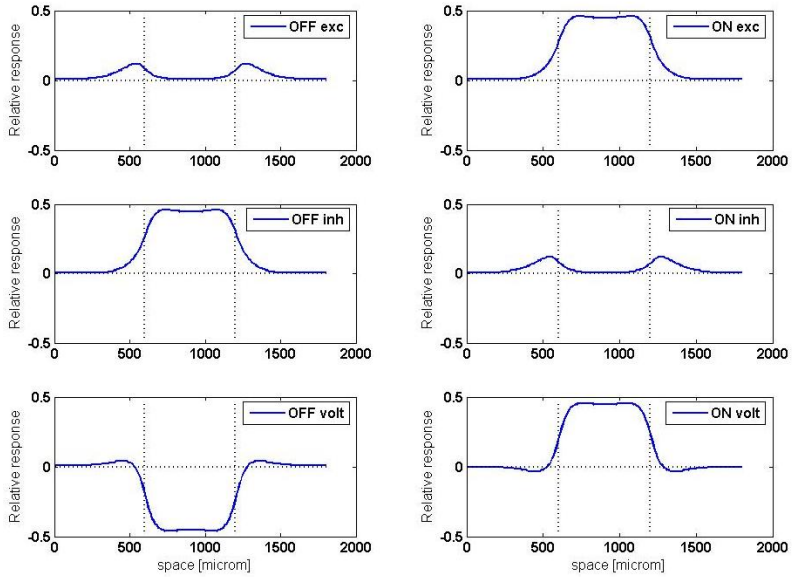 0.5
OFF exc
Relative response
0
-0.5
0 500 1000 1500 2000
0.5
ON exc
Relative response
0
-0.5
0 500 1000 1500 2000
0.5
OFF inh
Relative response
0
-0.5
0 500 1000 1500 2000
0.5
ON inh
Relative response
0
-0.5
0 500 1000 1500 2000
0.5
OFF volt
Relative response
0
-0.5
0 500 1000 1500 2000
space [microm]
0.5
ON volt
Relative response
0
-0.5
0 500 1000 1500 2000
space [microm]